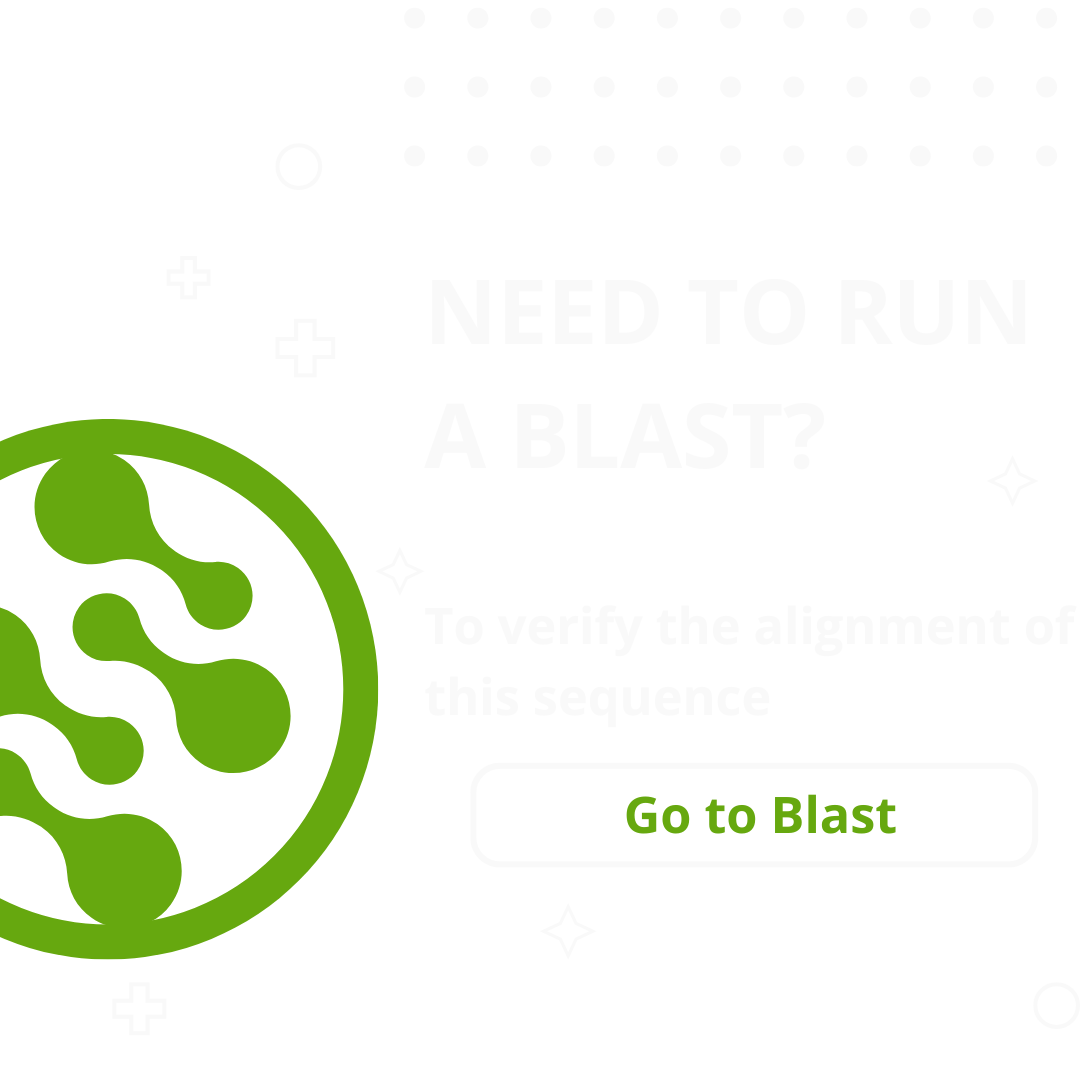 NEED TO RUN
A BLAST?
To verify the alignment of
this sequence
Go to Blast